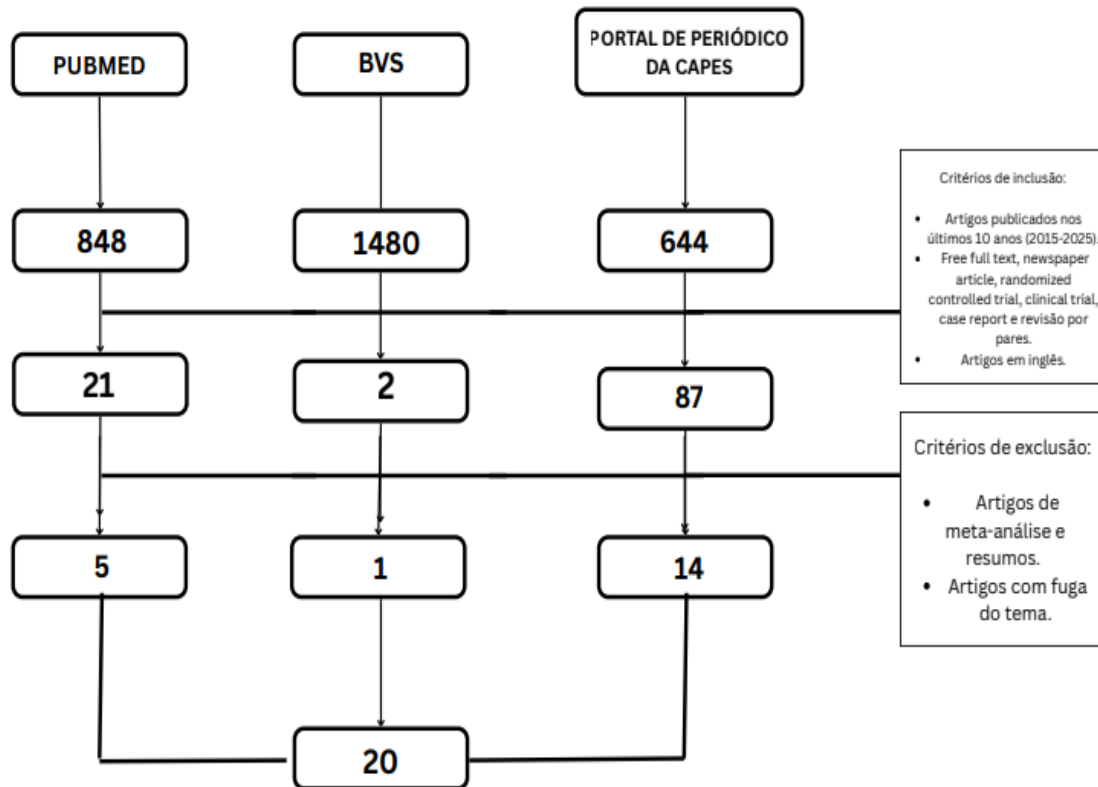 PUBMED
BVS
PORTAL DE PERIÓDICO
DA CAPES
848
1480
644
Critérios de inclusão:
• Artigos publicados nos
últimos 10 anos (2015-2025).
• Free full text, newspaper
article, randomized
controlled trial, clinical trial,
case report e revisão por
pares.
• Artigos em inglês.
21
2
87
Critérios de exclusão:
• Artigos de
meta-análise e
resumos.
• Artigos com fuga
do tema.
5
1
14
20